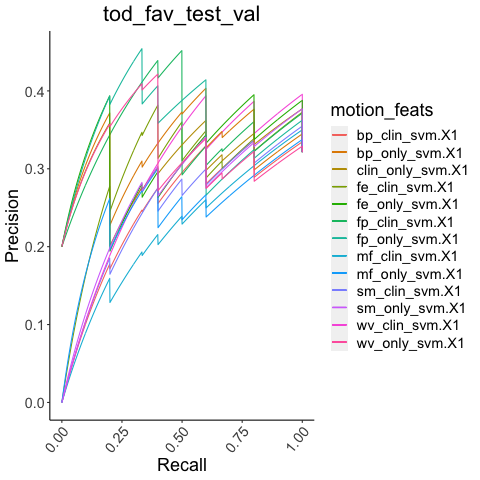 tod_fav_test_val
Precision
0.4
0.3
0.2
0.1
0.0
0.00
0.25
0.50
0.75
1.00
Recall
motion_feats
bp_clin_svm.X1
bp_only_svm.X1
clin_only_svm.X1
fe_clin_svm.X1
fe_only_svm.X1
fp_clin_svm.X1
fp_only_svm.X1
mf_clin_svm.X1
mf_only_svm.X1
sm_clin_svm.X1
sm_only_svm.X1
wv_clin_svm.X1
wv_only_svm.X1